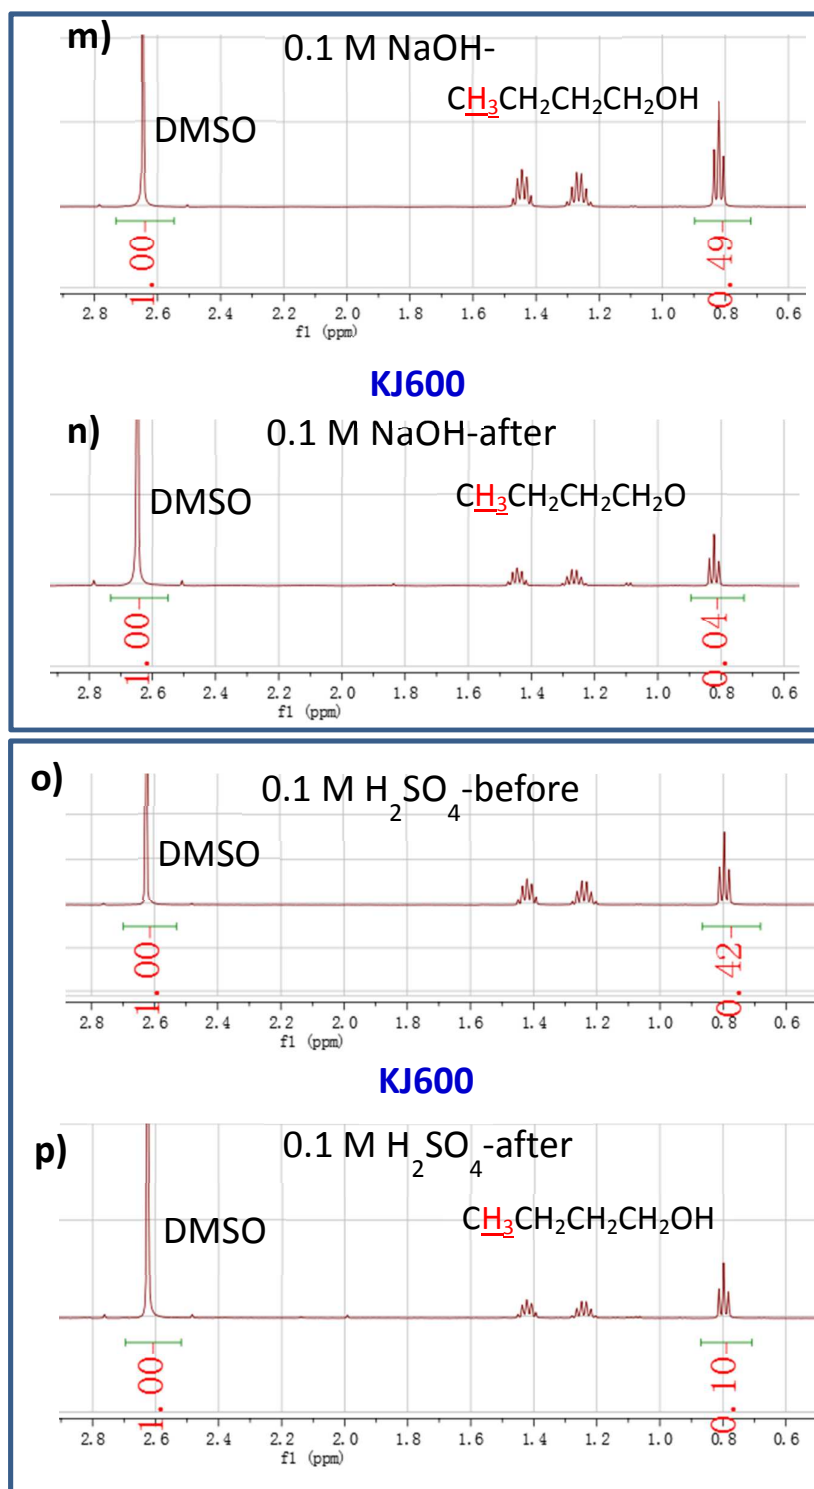 m)
0.1 M NaOH-
CH₃CH₂CH₂CH₂OH
DMSO
1.00
0.49
2.8 2.6 2.4 2.2 2.0 1.8 1.6 1.4 1.2 1.0 0.8 0.6
f1 (ppm)
KJ600
n)
0.1 M NaOH-after
DMSO
CH₃CH₂CH₂CH₂O
1.00
0.04
2.8 2.6 2.4 2.2 2.0 1.8 1.6 1.4 1.2 1.0 0.8 0.6
f1 (ppm)
o)
0.1 M H₂SO₄-before
DMSO
1.00
0.42
2.8 2.6 2.4 2.2 2.0 1.8 1.6 1.4 1.2 1.0 0.8 0.6
f1 (ppm)
KJ600
p)
0.1 M H₂SO₄-after
DMSO
CH₃CH₂CH₂CH₂OH
1.00
0.10
2.8 2.6 2.4 2.2 2.0 1.8 1.6 1.4 1.2 1.0 0.8 0.6
f1 (ppm)